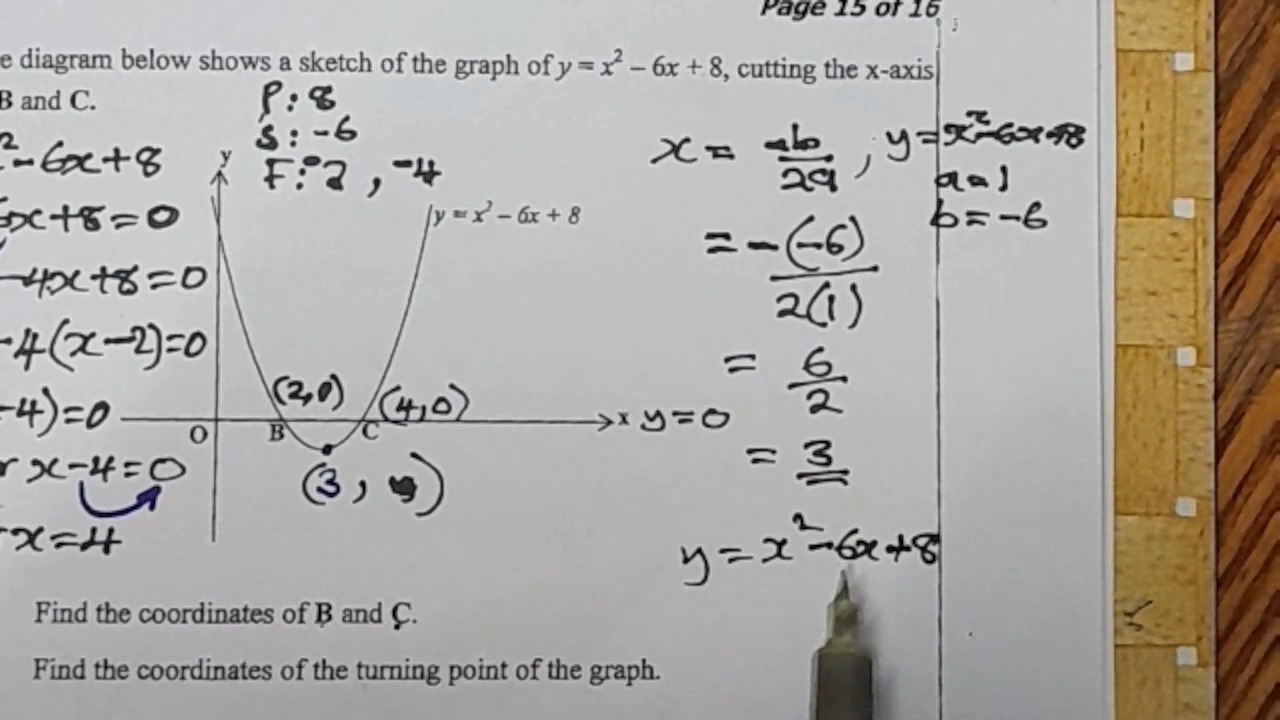 Page 15 of 16
e diagram below shows a sketch of the graph of y = x² – 6x + 8, cutting the x-axis
B and C.
P: 8
S: -6
F: -2, -4
² - 6x + 8
6x + 8 = 0
-4x + 8 = 0
-4(x - 2) = 0
-4) = 0
r x - 4 = 0
x = 4
y
y = x² – 6x + 8
(2,0)
(4,0)
O
B
C
x
y = 0
(3, )
x = -b/2a , y = x² - 6x + 8
a = 1
b = -6
= -(-6)/2(1)
= 6/2
= 3
y = x² - 6x + 8
Find the coordinates of B and C.
Find the coordinates of the turning point of the graph.